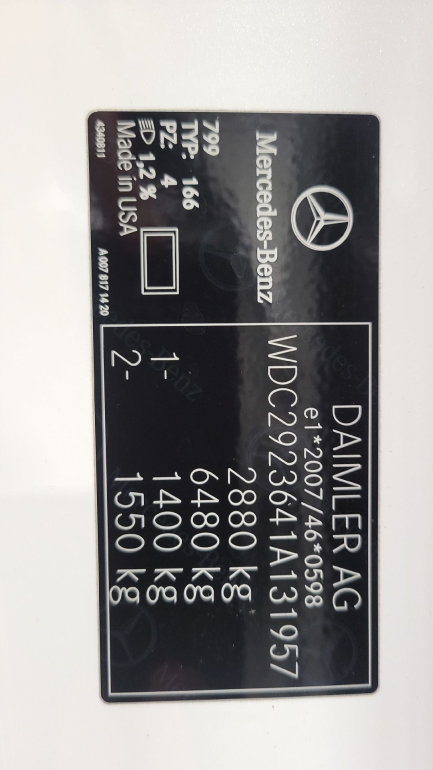 Mercedes-Benz
799
TYP: 166
PZ: 4
1,2 %
Made in USA
4340811
A 007 817 14 20
DAIMLER AG
e1*2007/46*0598
WDC2923641A131957
2880 kg
6480 kg
1- 1400 kg
2- 1550 kg